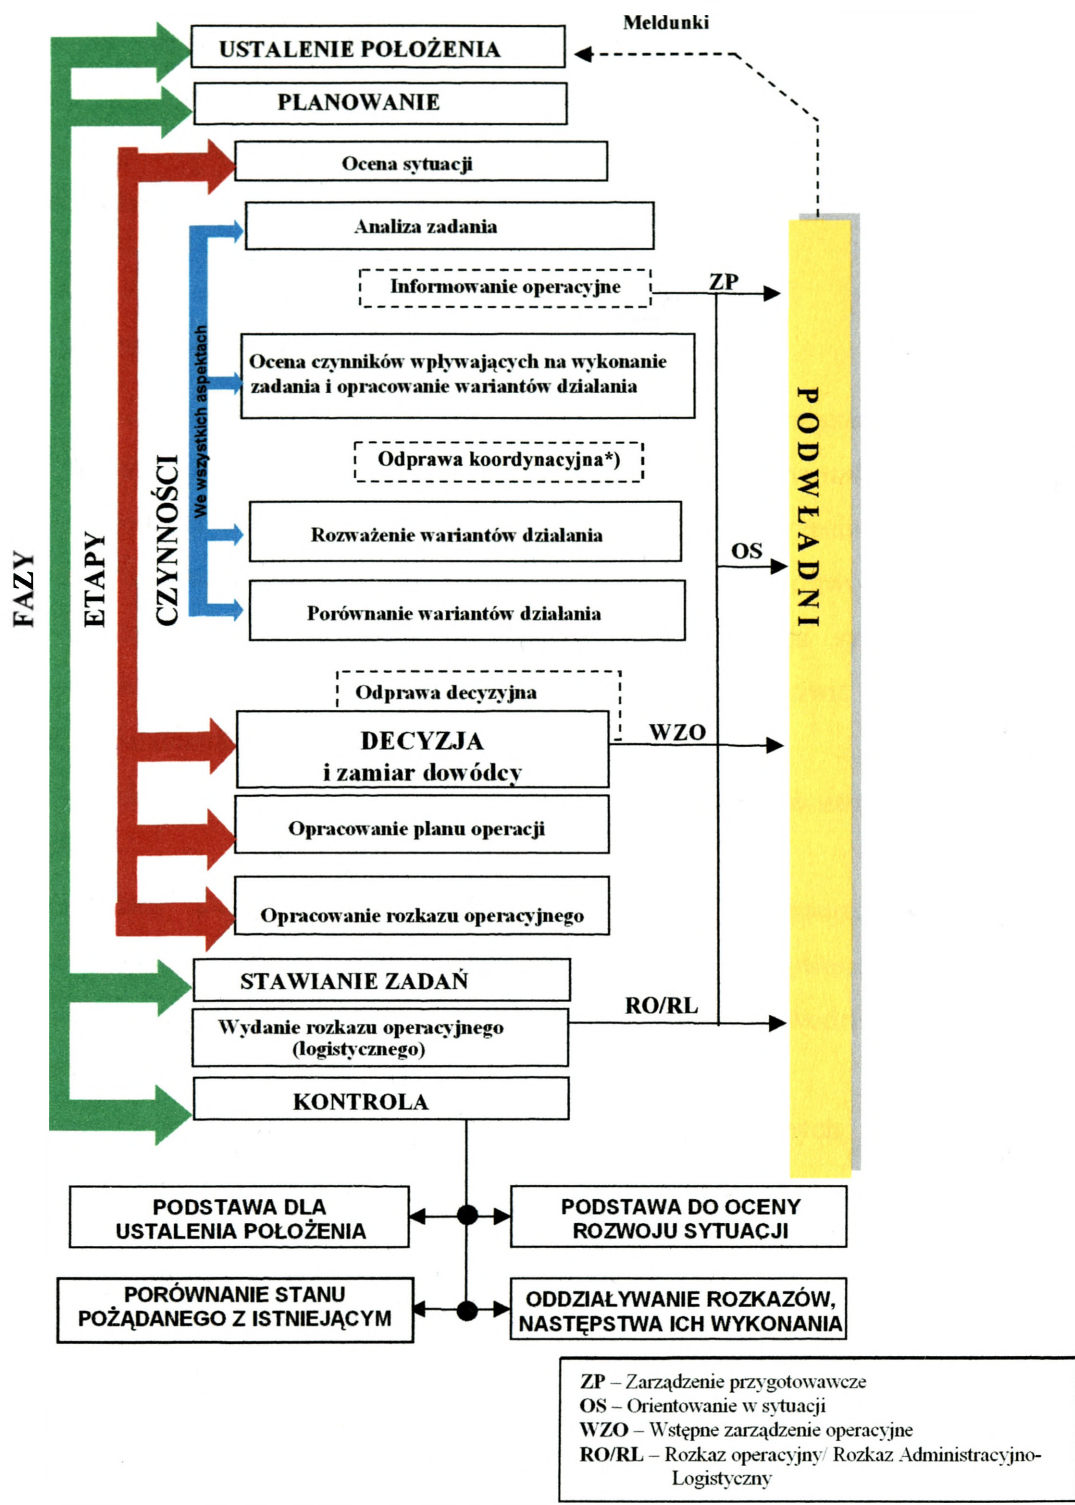 Meldunki
USTALENIE POŁOŻENIA
PLANOWANIE
Ocena sytuacji
Analiza zadania
Informowanie operacyjne
ZP
Ocena czynników wpływających na wykonanie
zadania i opracowanie wariantów działania
We wszystkich aspektach
Odprawa koordynacyjna*)
Rozważenie wariantów działania
OS
Porównanie wariantów działania
FAZY
ETAPY
CZYNNOŚCI
PODWŁADNI
Odprawa decyzyjna
DECYZJA
i zamiar dowódcy
WZO
Opracowanie planu operacji
Opracowanie rozkazu operacyjnego
STAWIANIE ZADAŃ
Wydanie rozkazu operacyjnego
(logistycznego)
RO/RL
KONTROLA
PODSTAWA DLA
USTALENIA POŁOŻENIA
PODSTAWA DO OCENY
ROZWOJU SYTUACJI
PORÓWNANIE STANU
POŻĄDANEGO Z ISTNIEJĄCYM
ODDZIAŁYWANIE ROZKAZÓW,
NASTĘPSTWA ICH WYKONANIA
ZP – Zarządzenie przygotowawcze
OS – Orientowanie w sytuacji
WZO – Wstępne zarządzenie operacyjne
RO/RL – Rozkaz operacyjny/ Rozkaz Administracyjno-
Logistyczny